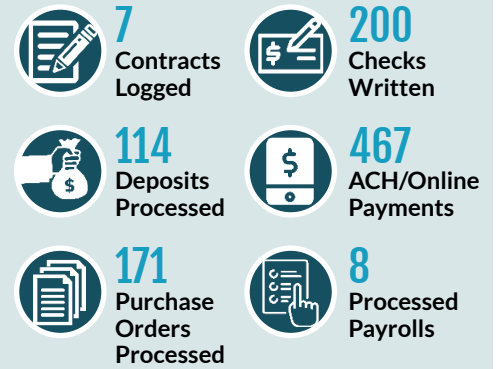 7
Contracts
Logged
200
Checks
Written
114
Deposits
Processed
467
ACH/Online
Payments
171
Purchase
Orders
Processed
8
Processed
Payrolls